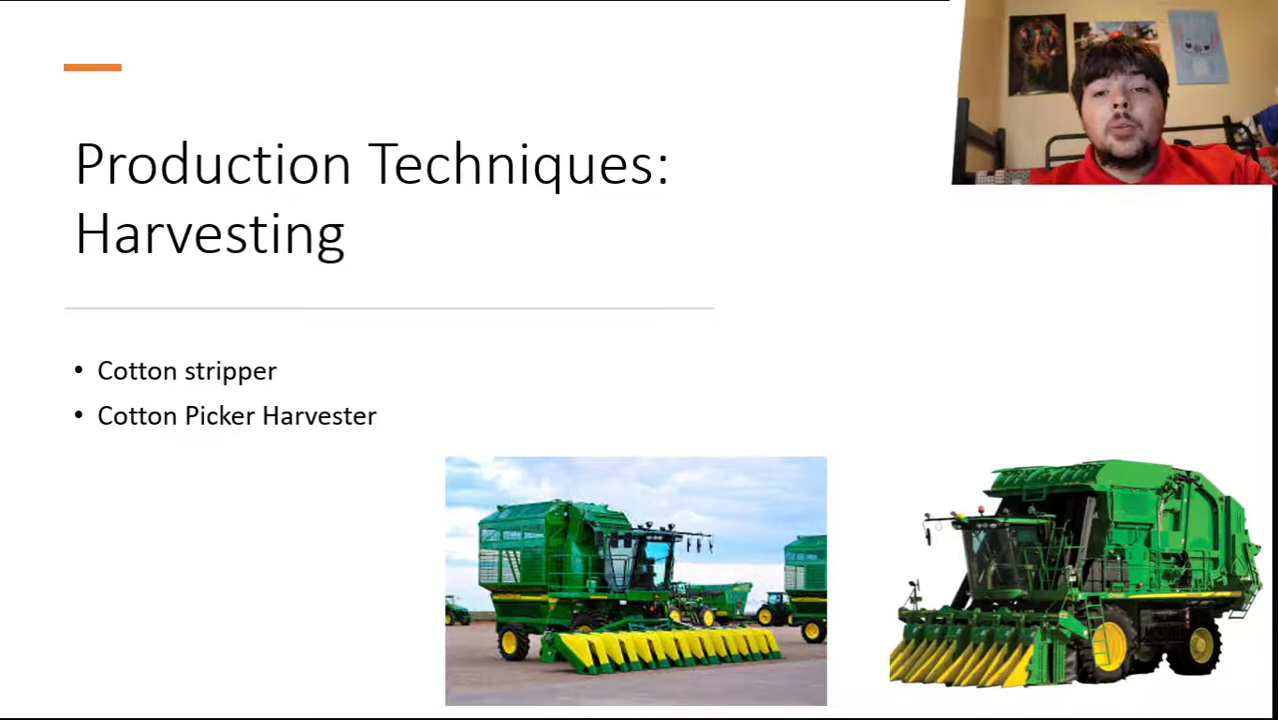 Production Techniques:
Harvesting
• Cotton stripper
• Cotton Picker Harvester